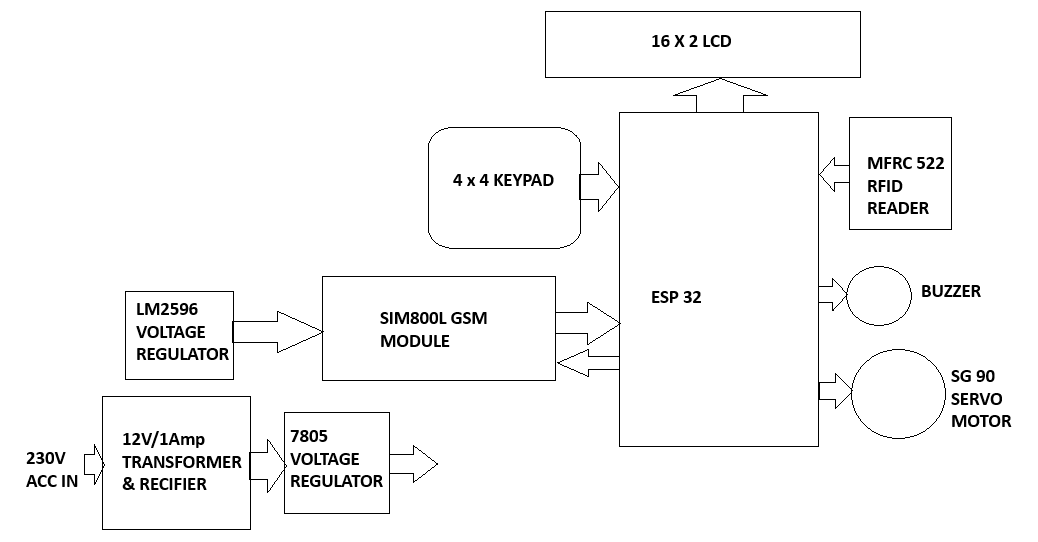 16 X 2 LCD
4 x 4 KEYPAD
MFRC 522
RFID
READER
ESP 32
BUZZER
LM2596
VOLTAGE
REGULATOR
SIM800L GSM
MODULE
SG 90
SERVO
MOTOR
230V
ACC IN
12V/1Amp
TRANSFORMER
& RECIFIER
7805
VOLTAGE
REGULATOR